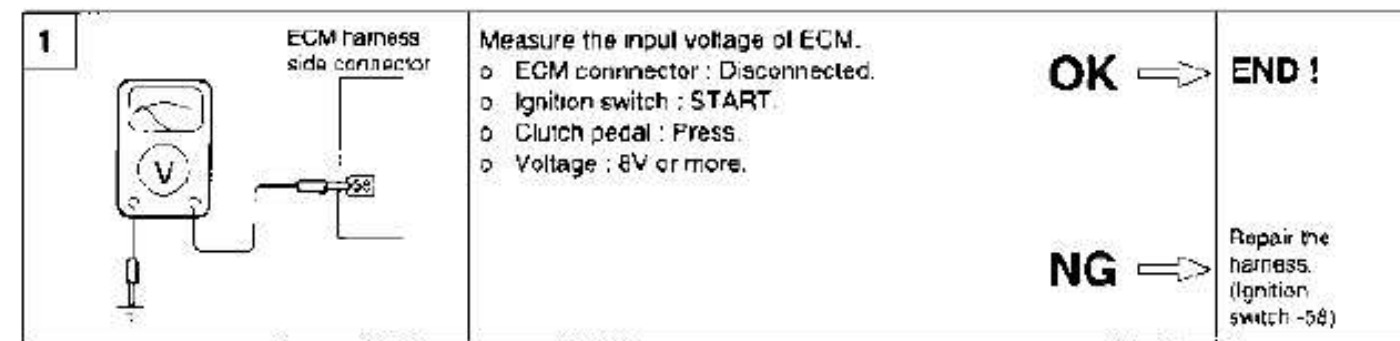 1
ECM harness
side connector
V
58
Measure the input voltage of ECM.
o ECM connnector : Disconnected.
o Ignition switch : START.
o Clutch pedal : Press.
o Voltage : 8V or more.
OK
END !
NG
Repair the
harness.
(Ignition
switch -58)